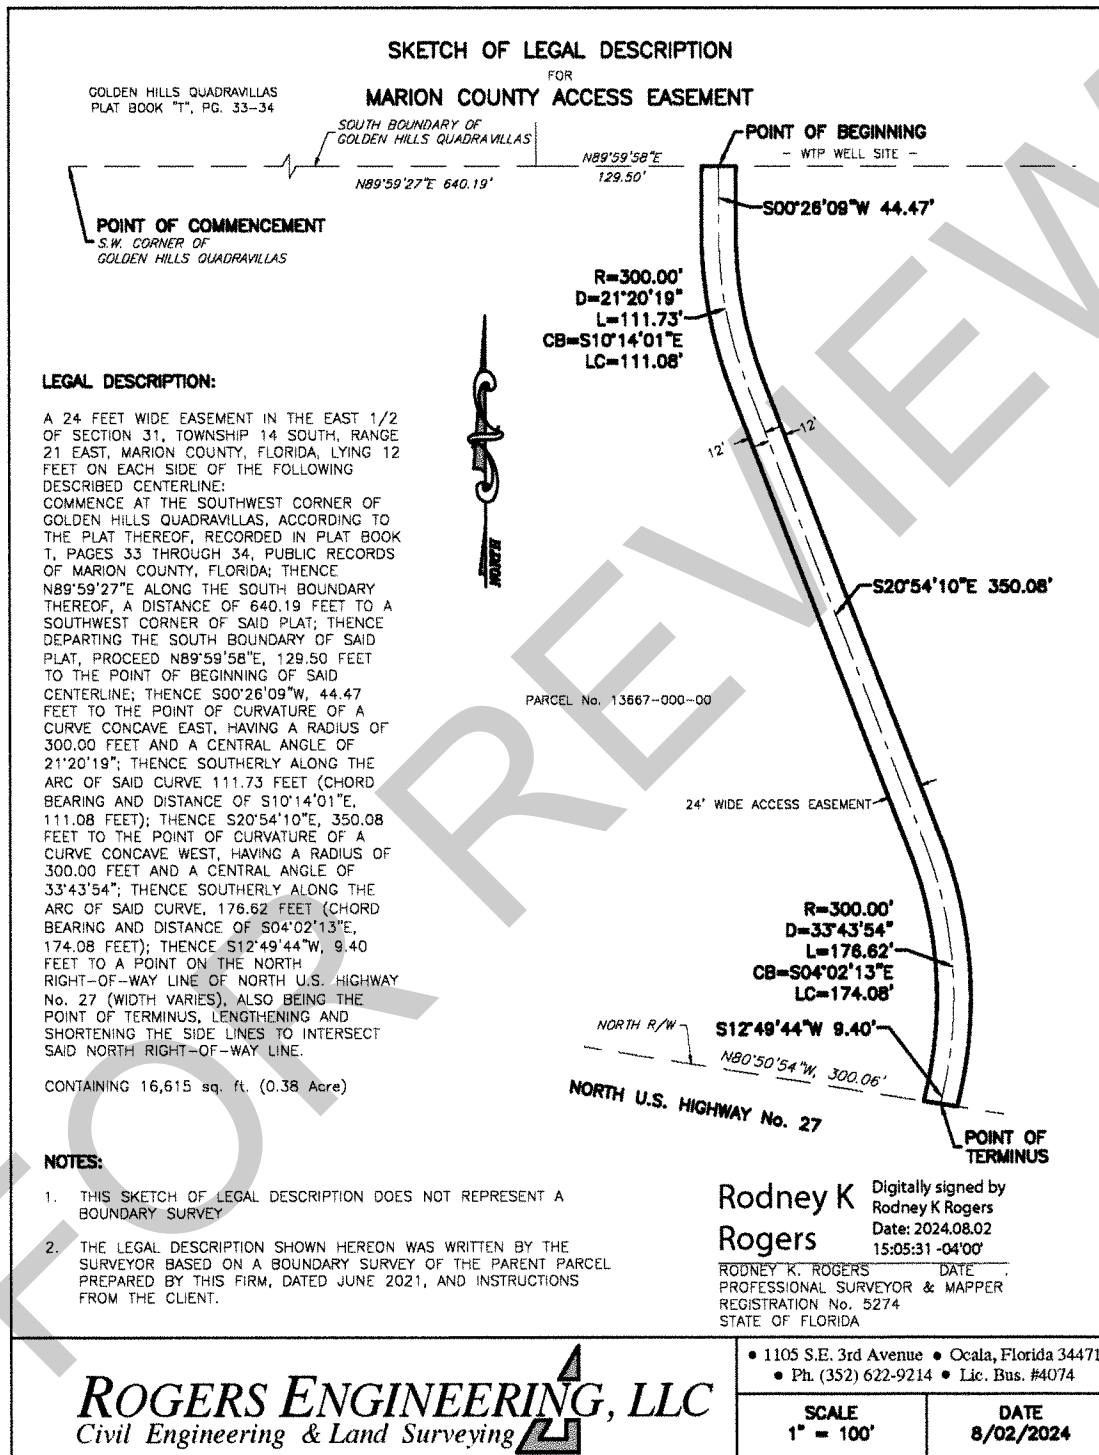 SKETCH OF LEGAL DESCRIPTION
FOR
MARION COUNTY ACCESS EASEMENT
GOLDEN HILLS QUADRAVILLAS
PLAT BOOK "T", PG. 33-34
SOUTH BOUNDARY OF
GOLDEN HILLS QUADRAVILLAS
POINT OF BEGINNING
- WTP WELL SITE -
N89°59'58"E
129.50'
N89°59'27"E 640.19'
S00°26'09"W 44.47'
POINT OF COMMENCEMENT
S.W. CORNER OF
GOLDEN HILLS QUADRAVILLAS
R=300.00'
D=21°20'19"
L=111.73'
CB=S10°14'01"E
LC=111.08'
NORTH
12'
12'
S20°54'10"E 350.08'
PARCEL No. 13667-000-00
24' WIDE ACCESS EASEMENT
R=300.00'
D=33°43'54"
L=176.62'
CB=S04°02'13"E
LC=174.08'
S12°49'44"W 9.40'
NORTH R/W
N80°50'54"W, 300.06'
NORTH U.S. HIGHWAY No. 27
POINT OF
TERMINUS
LEGAL DESCRIPTION:
A 24 FEET WIDE EASEMENT IN THE EAST 1/2
OF SECTION 31, TOWNSHIP 14 SOUTH, RANGE
21 EAST, MARION COUNTY, FLORIDA, LYING 12
FEET ON EACH SIDE OF THE FOLLOWING
DESCRIBED CENTERLINE:
COMMENCE AT THE SOUTHWEST CORNER OF
GOLDEN HILLS QUADRAVILLAS, ACCORDING TO
THE PLAT THEREOF, RECORDED IN PLAT BOOK
T, PAGES 33 THROUGH 34, PUBLIC RECORDS
OF MARION COUNTY, FLORIDA; THENCE
N89°59'27"E ALONG THE SOUTH BOUNDARY
THEREOF, A DISTANCE OF 640.19 FEET TO A
SOUTHWEST CORNER OF SAID PLAT; THENCE
DEPARTING THE SOUTH BOUNDARY OF SAID
PLAT, PROCEED N89°59'58"E, 129.50 FEET
TO THE POINT OF BEGINNING OF SAID
CENTERLINE; THENCE S00°26'09"W, 44.47
FEET TO THE POINT OF CURVATURE OF A
CURVE CONCAVE EAST, HAVING A RADIUS OF
300.00 FEET AND A CENTRAL ANGLE OF
21°20'19"; THENCE SOUTHERLY ALONG THE
ARC OF SAID CURVE 111.73 FEET (CHORD
BEARING AND DISTANCE OF S10°14'01"E,
111.08 FEET); THENCE S20°54'10"E, 350.08
FEET TO THE POINT OF CURVATURE OF A
CURVE CONCAVE WEST, HAVING A RADIUS OF
300.00 FEET AND A CENTRAL ANGLE OF
33°43'54"; THENCE SOUTHERLY ALONG THE
ARC OF SAID CURVE, 176.62 FEET (CHORD
BEARING AND DISTANCE OF S04°02'13"E,
174.08 FEET); THENCE S12°49'44"W, 9.40
FEET TO A POINT ON THE NORTH
RIGHT-OF-WAY LINE OF NORTH U.S. HIGHWAY
No. 27 (WIDTH VARIES), ALSO BEING THE
POINT OF TERMINUS, LENGTHENING AND
SHORTENING THE SIDE LINES TO INTERSECT
SAID NORTH RIGHT-OF-WAY LINE.
CONTAINING 16,615 sq. ft. (0.38 Acre)
NOTES:
1. THIS SKETCH OF LEGAL DESCRIPTION DOES NOT REPRESENT A
BOUNDARY SURVEY
2. THE LEGAL DESCRIPTION SHOWN HEREON WAS WRITTEN BY THE
SURVEYOR BASED ON A BOUNDARY SURVEY OF THE PARENT PARCEL
PREPARED BY THIS FIRM, DATED JUNE 2021, AND INSTRUCTIONS
FROM THE CLIENT.
Rodney K
Rogers
Digitally signed by
Rodney K Rogers
Date: 2024.08.02
15:05:31 -04'00'
RODNEY K. ROGERS DATE
PROFESSIONAL SURVEYOR & MAPPER
REGISTRATION No. 5274
STATE OF FLORIDA
ROGERS ENGINEERING, LLC
Civil Engineering & Land Surveying
• 1105 S.E. 3rd Avenue • Ocala, Florida 34471
• Ph. (352) 622-9214 • Lic. Bus. #4074
SCALE
1" = 100'
DATE
8/02/2024
FOR REVIEW